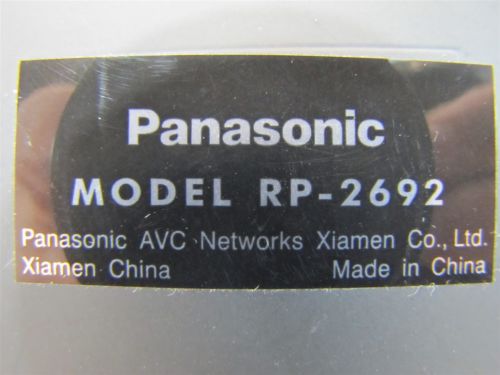 Panasonic
MODEL RP-2692
Panasonic AVC Networks Xiamen Co., Ltd.
Xiamen China Made in China